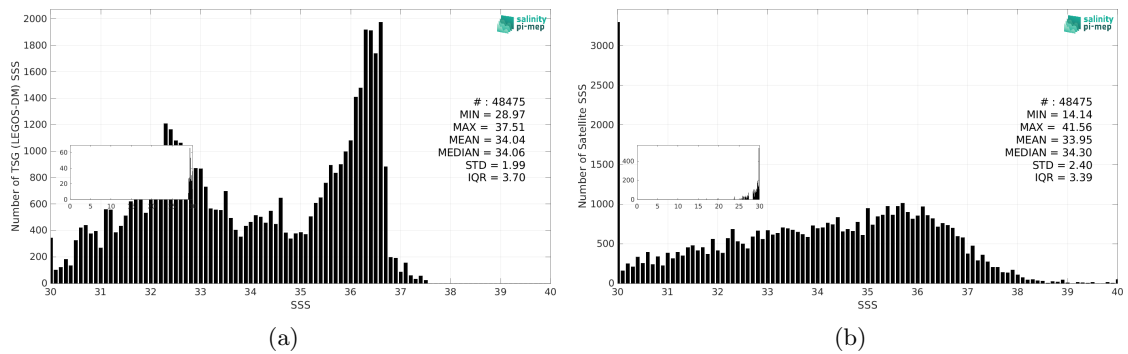 salinity
pi-mep
Number of TSG (LEGOS-DM) SSS
2000
1800
1600
1400
1200
1000
800
600
400
200
0
# : 48475
MIN = 28.97
MAX = 37.51
MEAN = 34.04
MEDIAN = 34.06
STD = 1.99
IQR = 3.70
60
40
20
0
0 5 10 15 20
30 31 32 33 34 35 36 37 38 39 40
SSS
(a)
salinity
pi-mep
Number of Satellite SSS
3000
2500
2000
1500
1000
500
0
# : 48475
MIN = 14.14
MAX = 41.56
MEAN = 33.95
MEDIAN = 34.30
STD = 2.40
IQR = 3.39
400
200
0
0 5 10 15 20 25 30
30 31 32 33 34 35 36 37 38 39 40
SSS
(b)